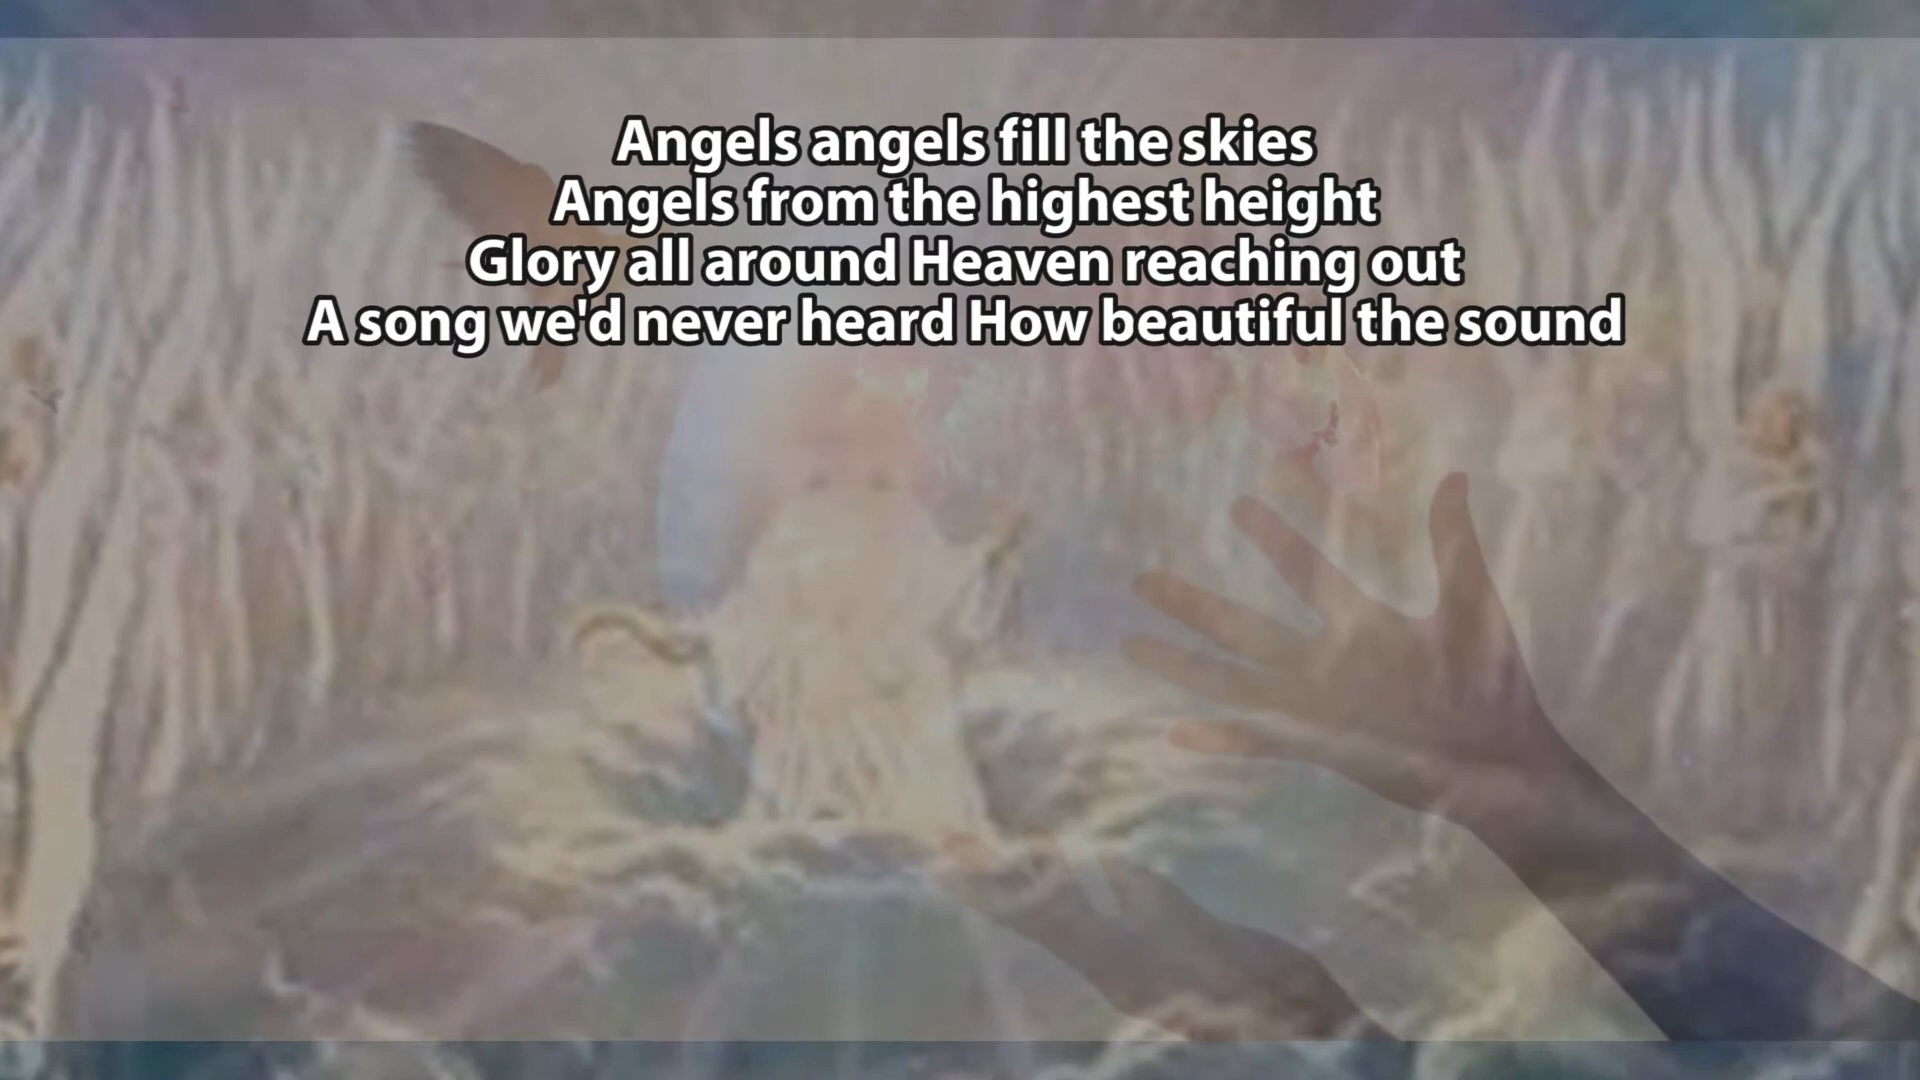 Angels angels fill the skies
Angels from the highest height
Glory all around Heaven reaching out
A song we'd never heard How beautiful the sound